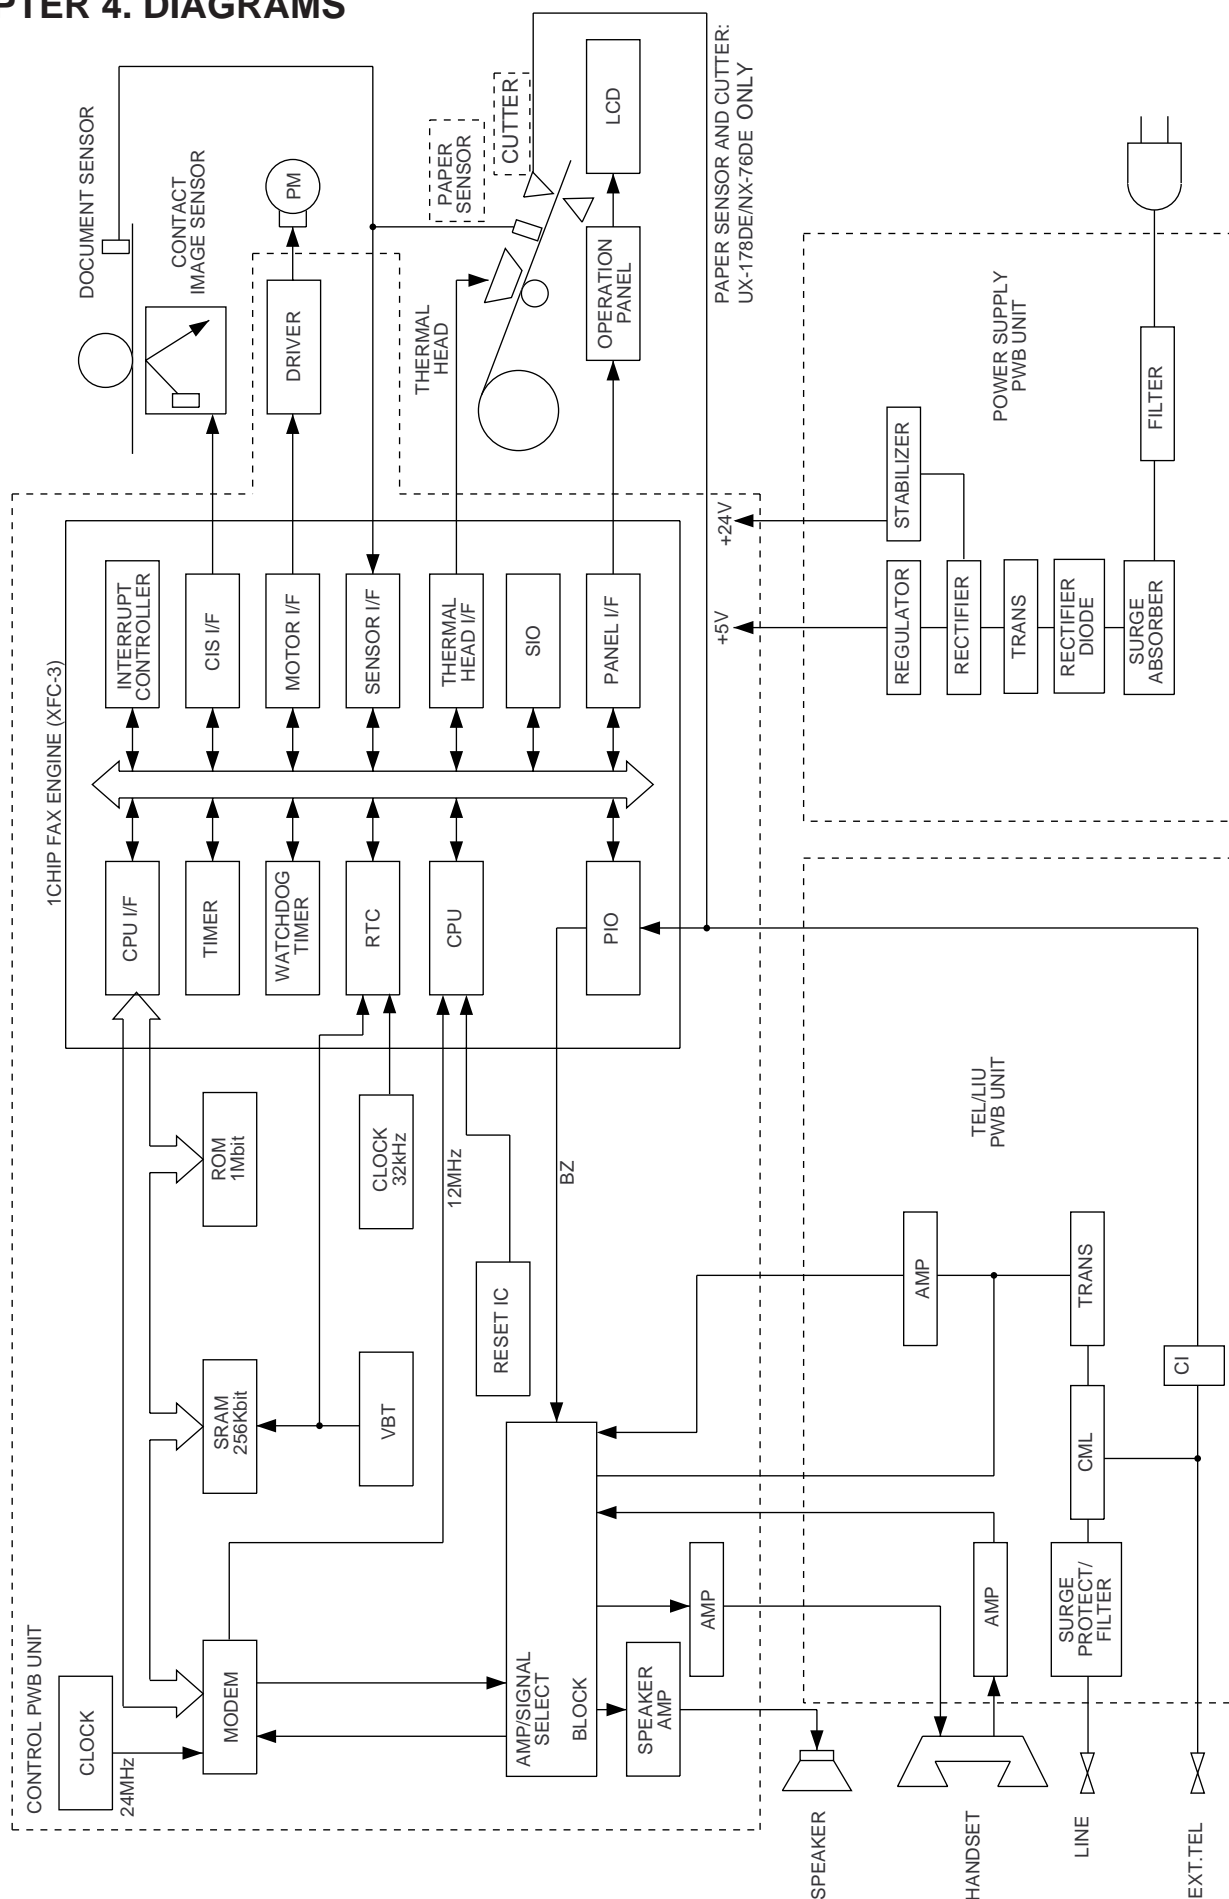 PTER 4. DIAGRAMS
CONTROL PWB UNIT
CLOCK
24MHz
MODEM
SRAM
256Kbit
ROM
1Mbit
VBT
CLOCK
32kHz
12MHz
RESET IC
AMP/SIGNAL
SELECT
BLOCK
BZ
SPEAKER
AMP
AMP
1CHIP FAX ENGINE (XFC-3)
CPU I/F
TIMER
WATCHDOG
TIMER
RTC
CPU
PIO
INTERRUPT
CONTROLLER
CIS I/F
MOTOR I/F
SENSOR I/F
THERMAL
HEAD I/F
SIO
PANEL I/F
DOCUMENT SENSOR
CONTACT
IMAGE SENSOR
DRIVER
PM
THERMAL
HEAD
PAPER
SENSOR
CUTTER
OPERATION
PANEL
LCD
PAPER SENSOR AND CUTTER:
UX-178DE/NX-76DE ONLY
SPEAKER
HANDSET
LINE
EXT.TEL
TEL/LIU
PWB UNIT
AMP
AMP
SURGE
PROTECT/
FILTER
CML
TRANS
CI
POWER SUPPLY
PWB UNIT
+5V
+24V
REGULATOR
STABILIZER
RECTIFIER
TRANS
RECTIFIER
DIODE
SURGE
ABSORBER
FILTER